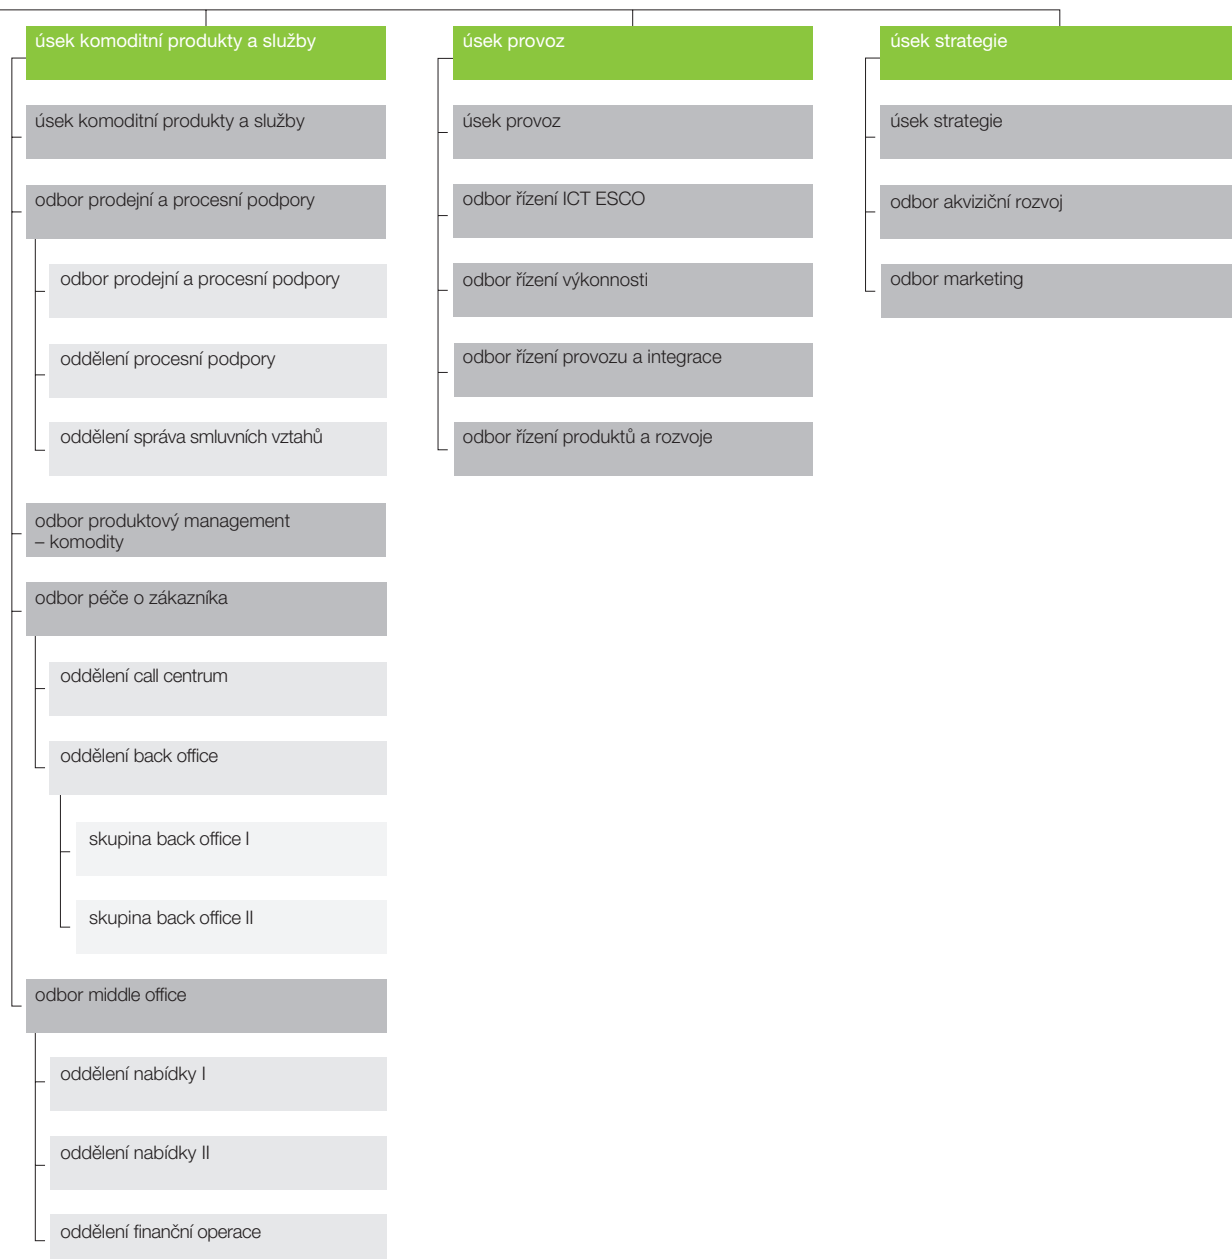 úsek komoditní produkty a služby
úsek komoditní produkty a služby
odbor prodejní a procesní podpory
odbor prodejní a procesní podpory
oddělení procesní podpory
oddělení správa smluvních vztahů
odbor produktový management
– komodity
odbor péče o zákazníka
oddělení call centrum
oddělení back office
skupina back office I
skupina back office II
odbor middle office
oddělení nabídky I
oddělení nabídky II
oddělení finanční operace
úsek provoz
úsek provoz
odbor řízení ICT ESCO
odbor řízení výkonnosti
odbor řízení provozu a integrace
odbor řízení produktů a rozvoje
úsek strategie
úsek strategie
odbor akviziční rozvoj
odbor marketing